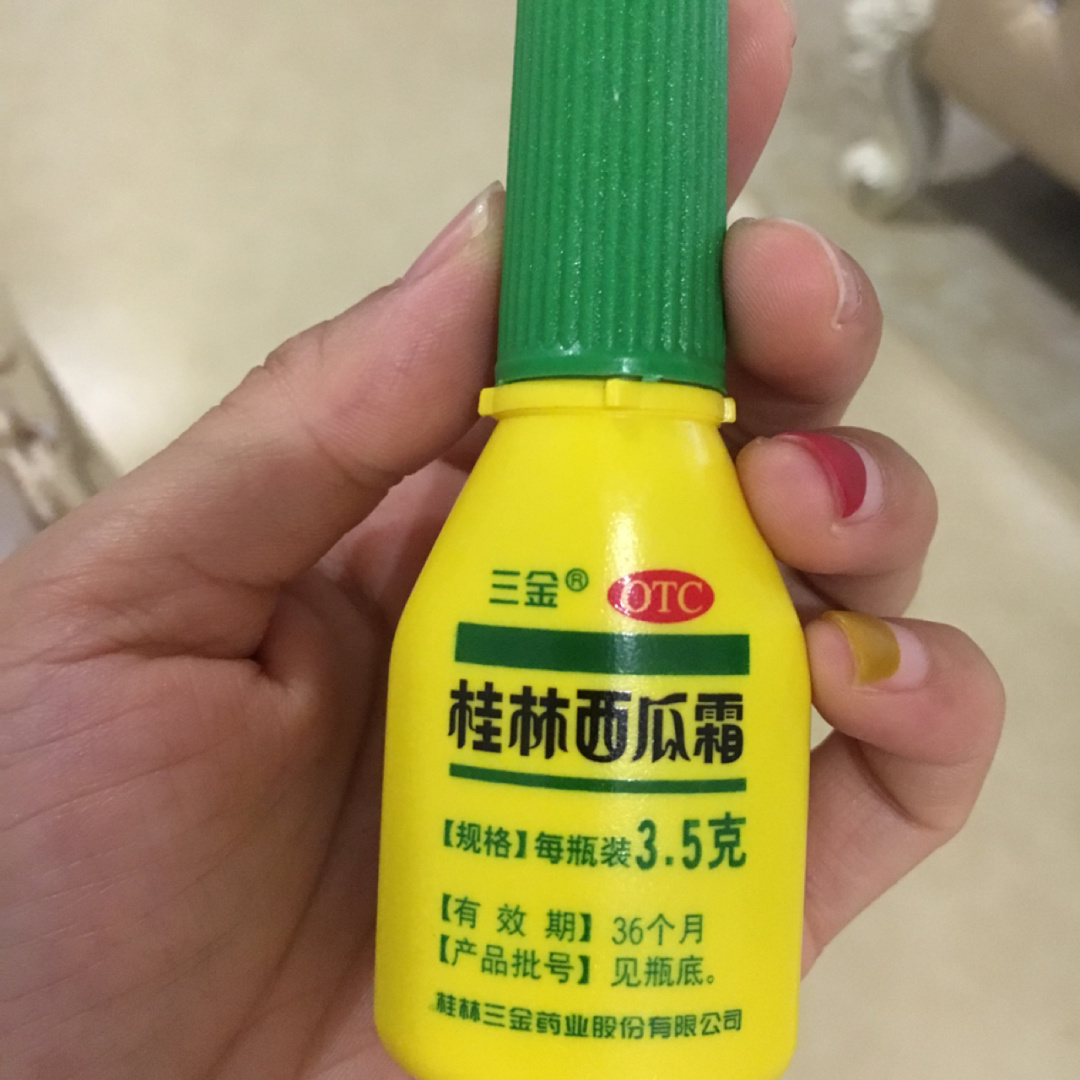 三金® OTC
桂林西瓜霜
【规格】每瓶装3.5克
【有 效 期】 36个月
【产品批号】 见瓶底。
桂林三金药业股份有限公司